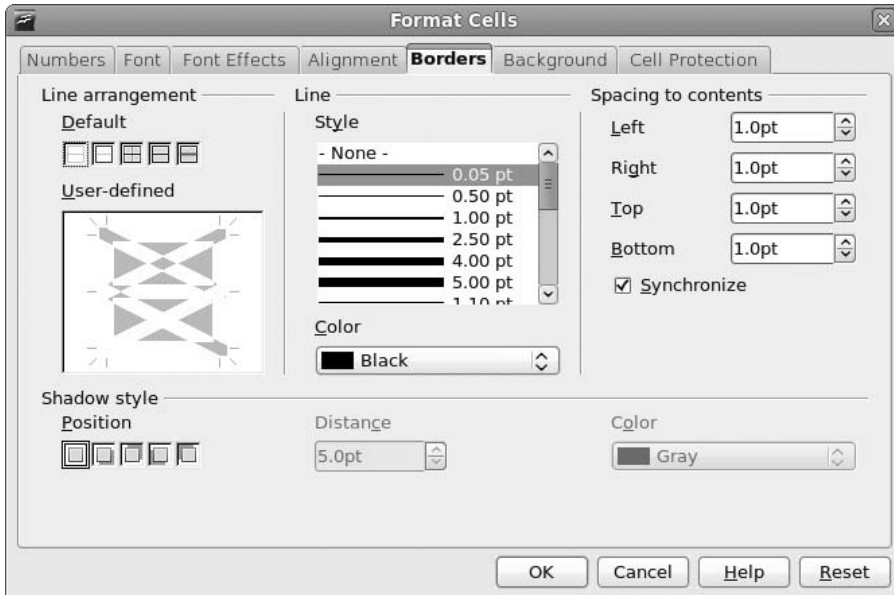 Format Cells
Numbers Font Font Effects Alignment Borders Background Cell Protection
Line arrangement
Default
User-defined
Line
Style
- None -
0.05 pt
0.50 pt
1.00 pt
2.50 pt
4.00 pt
5.00 pt
1.10 pt
Color
Black
Spacing to contents
Left 1.0pt
Right 1.0pt
Top 1.0pt
Bottom 1.0pt
Synchronize
Shadow style
Position
Distance
5.0pt
Color
Gray
OK Cancel Help Reset